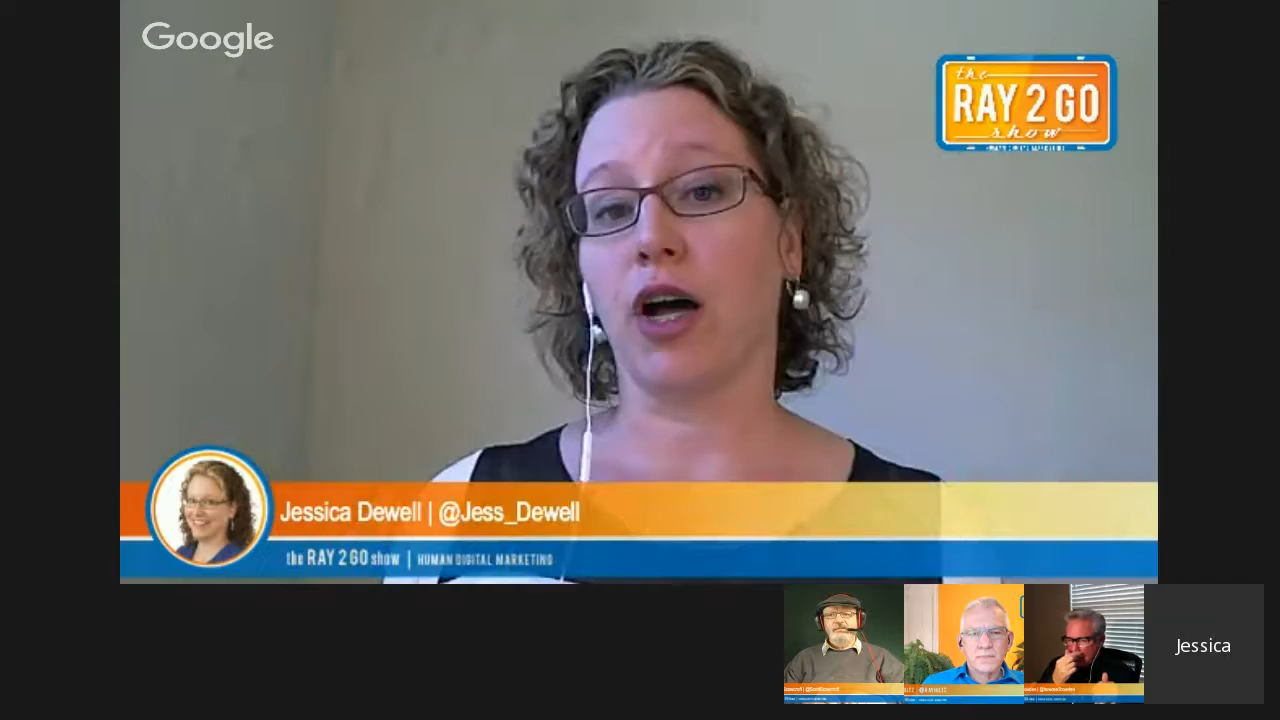 Google
the
RAY 2 GO
show
Jessica Dewell | @Jess_Dewell
the RAY 2 GO show | HUMAN DIGITAL MARKETING
Jessica